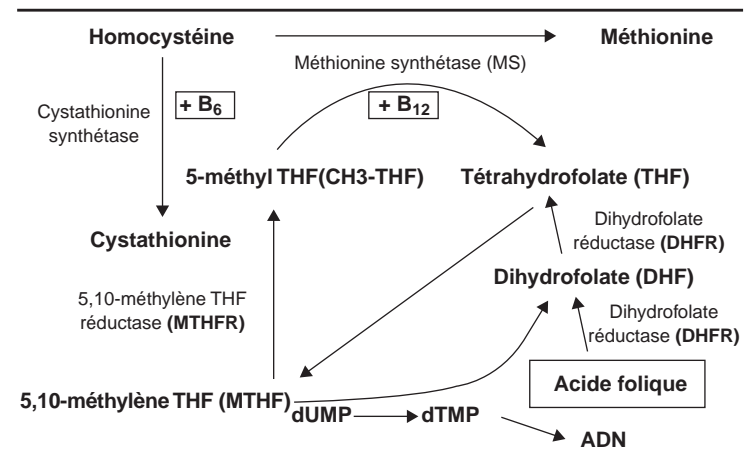 Homocystéine
Méthionine
Méthionine synthétase (MS)
+ B6
+ B12
Cystathionine
synthétase
5-méthyl THF(CH3-THF)
Tétrahydrofolate (THF)
Cystathionine
Dihydrofolate
réductase (DHFR)
Dihydrofolate (DHF)
5,10-méthylène THF
réductase (MTHFR)
Dihydrofolate
réductase (DHFR)
Acide folique
5,10-méthylène THF (MTHF)
dUMP
dTMP
ADN